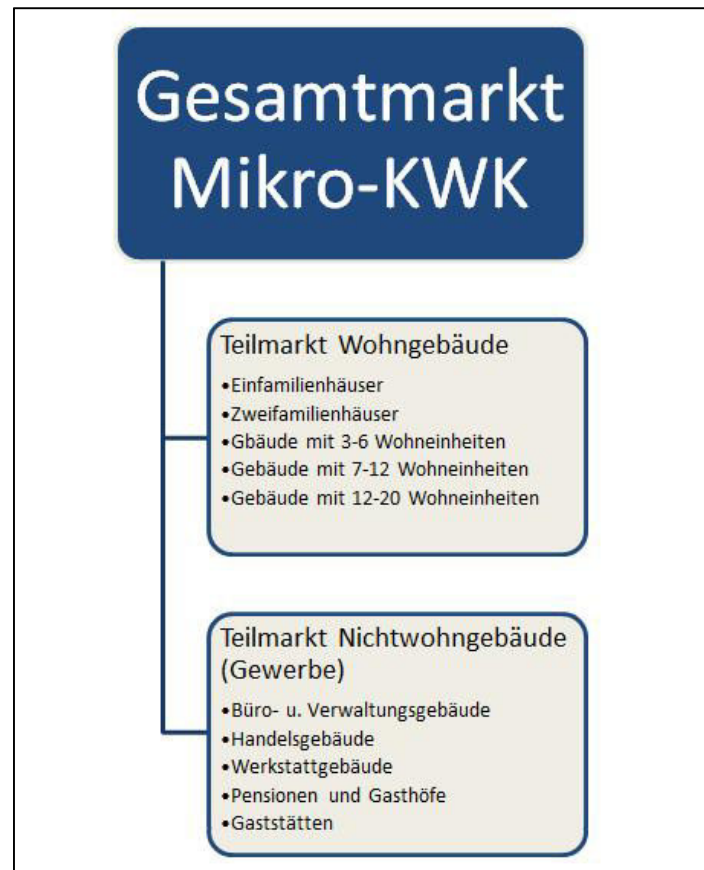 Gesamtmarkt
Mikro-KWK
Teilmarkt Wohngebäude
•Einfamilienhäuser
•Zweifamilienhäuser
•Gbäude mit 3-6 Wohneinheiten
•Gebäude mit 7-12 Wohneinheiten
•Gebäude mit 12-20 Wohneinheiten
Teilmarkt Nichtwohngebäude
(Gewerbe)
•Büro- u. Verwaltungsgebäude
•Handelsgebäude
•Werkstattgebäude
•Pensionen und Gasthöfe
•Gaststätten